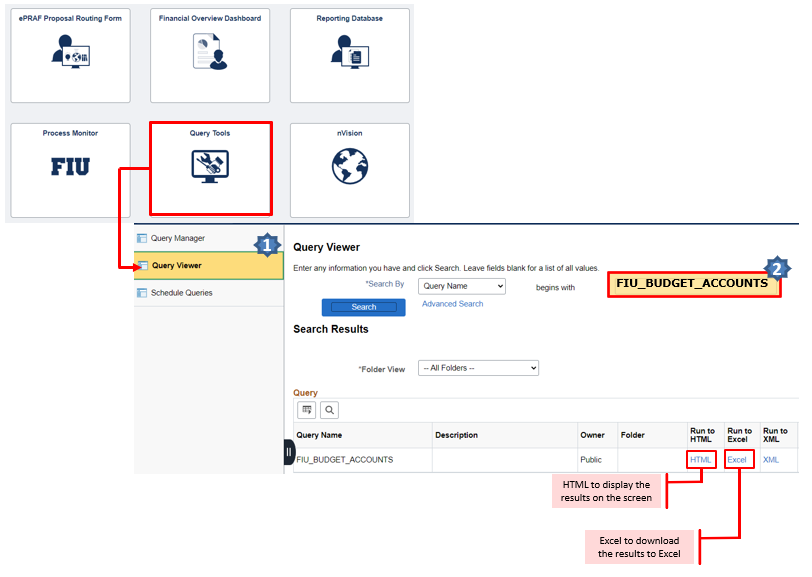 ePRAF Proposal Routing Form
Financial Overview Dashboard
Reporting Database
Process Monitor
Query Tools
nVision
FIU
1
Query Manager
Query Viewer
Schedule Queries
Query Viewer
Enter any information you have and click Search. Leave fields blank for a list of all values.
2
*Search By
Query Name
begins with
FIU_BUDGET_ACCOUNTS
Search
Advanced Search
Search Results
*Folder View
-- All Folders --
Query
Query Name
Description
Owner
Folder
Run to
HTML
Run to
Excel
Run to
XML
FIU_BUDGET_ACCOUNTS
Public
HTML
Excel
XML
HTML to display the
results on the screen
Excel to download
the results to Excel